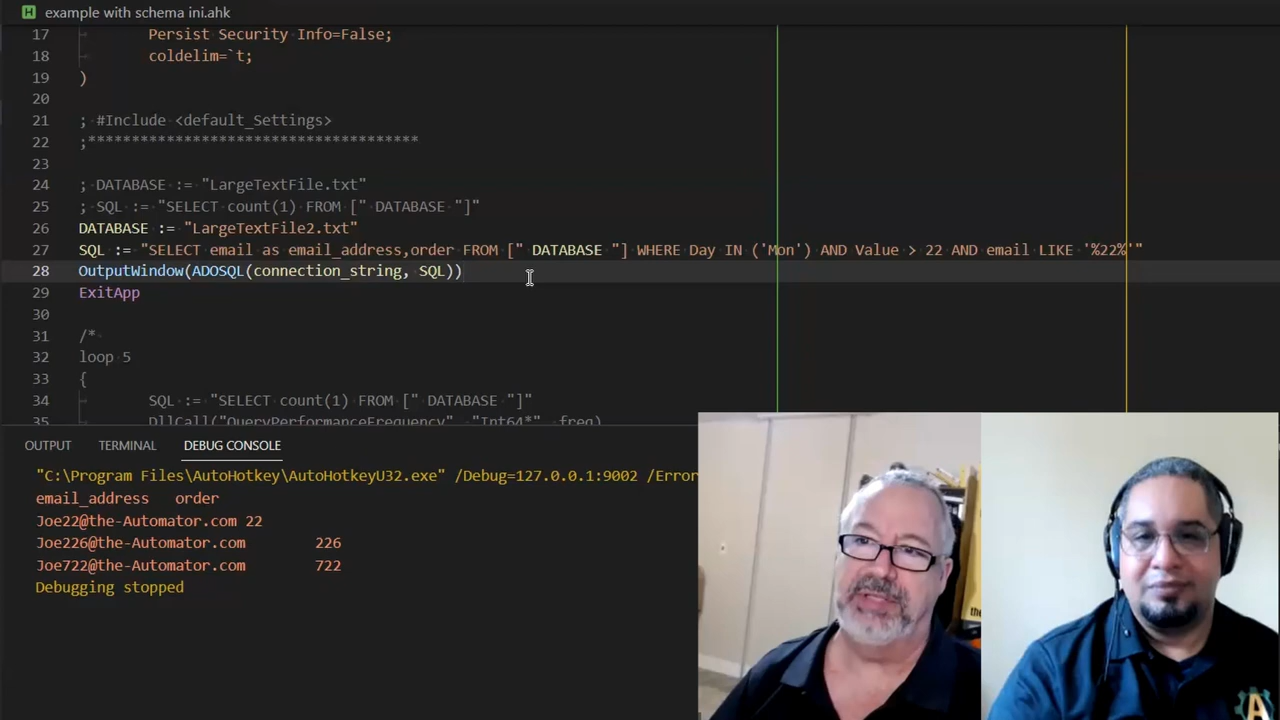 example with schema ini.ahk
17 Persist Security Info=False;
18 coldelim=`t;
19 )
20
21 ; #Include <default_Settings>
22 ;*************************************
23
24 ; DATABASE := "LargeTextFile.txt"
25 ; SQL := "SELECT count(1) FROM [" DATABASE "]"
26 DATABASE := "LargeTextFile2.txt"
27 SQL := "SELECT email as email_address,order FROM [" DATABASE "] WHERE Day IN ('Mon') AND Value > 22 AND email LIKE '%22%'"
28 OutputWindow(ADOSQL(connection_string, SQL))
29 ExitApp
30
31 /*
32 loop 5
33 {
34 SQL := "SELECT count(1) FROM [" DATABASE "]"
35 DllCall("QueryPerformanceFrequency", "Int64*", freq)
OUTPUT TERMINAL DEBUG CONSOLE
"C:\Program Files\AutoHotkey\AutoHotkeyU32.exe" /Debug=127.0.0.1:9002 /Error
email_address order
Joe22@the-Automator.com 22
Joe226@the-Automator.com 226
Joe722@the-Automator.com 722
Debugging stopped